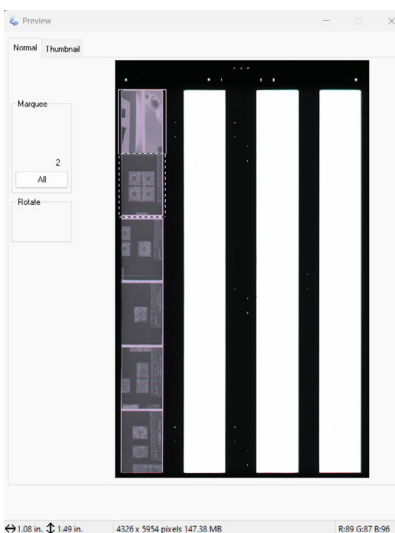 Preview
Normal Thumbnail
Marquee
2
All
Rotate
1.08 in. 1.49 in. 4326 x 5954 pixels 147.38 MB R:89 G:87 B:96